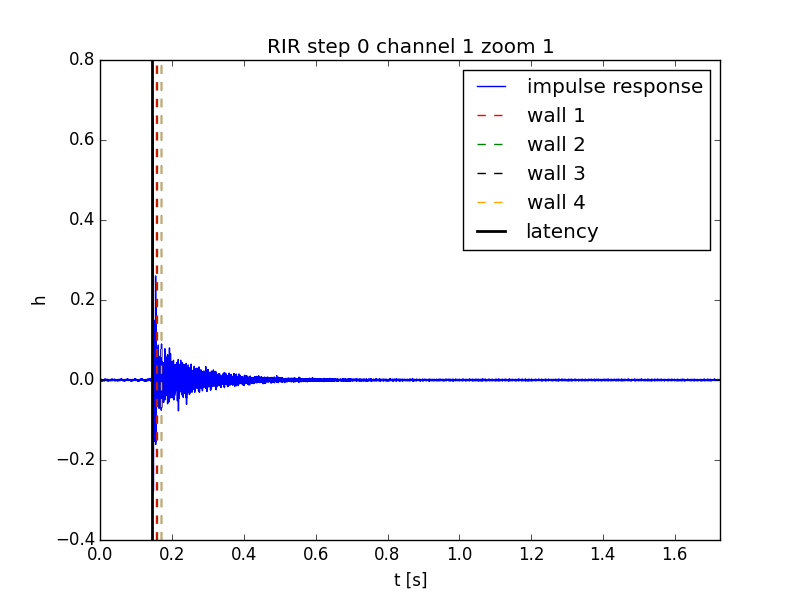 RIR step 0 channel 1 zoom 1
0.8
0.6
0.4
0.2
0.0
−0.2
−0.4
h
impulse response
wall 1
wall 2
wall 3
wall 4
latency
0.0 0.2 0.4 0.6 0.8 1.0 1.2 1.4 1.6
t [s]